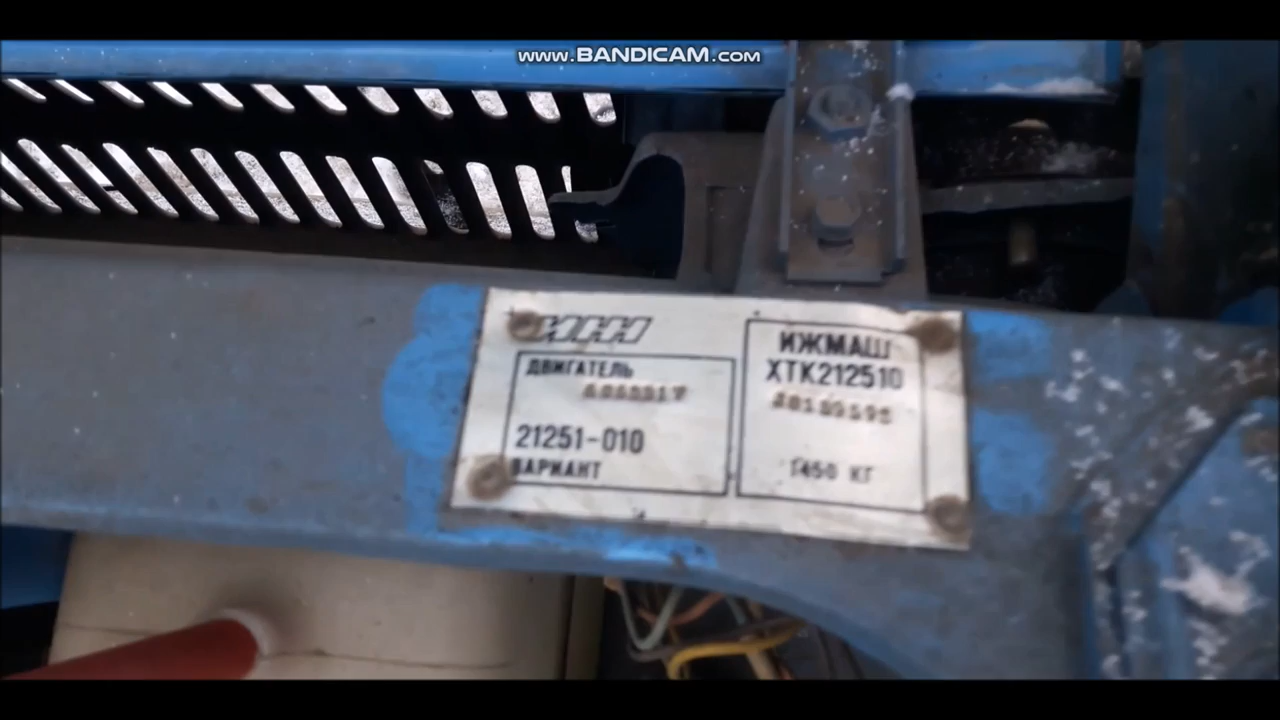 www.BANDICAM.com
ДВИГАТЕЛЬ
21251-010
ВАРИАНТ
ИЖМАШ
XTK212510
1450 КГ